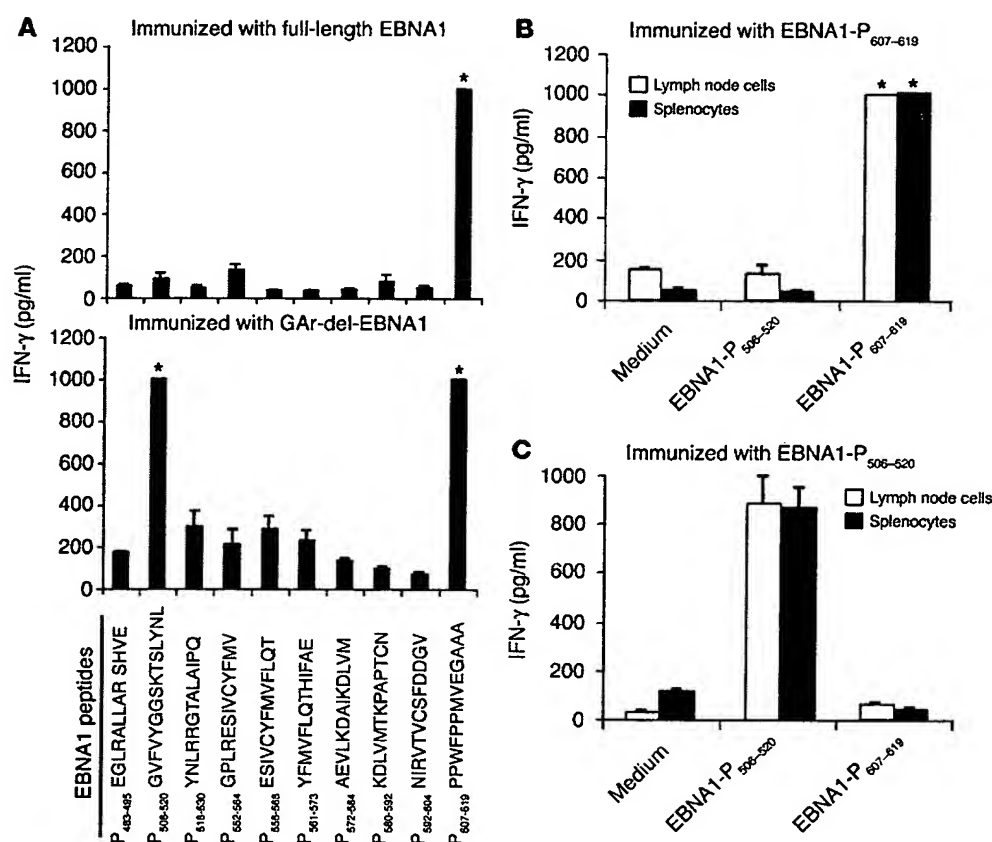 A
Immunized with full-length EBNA1
1200
1000
800
600
400
200
0
*
IFN-γ (pg/ml)
Immunized with GAr-del-EBNA1
1200
1000
800
600
400
200
0
*
*
EBNA1 peptides
P483–495 EGLRALLAR SHVE
P506-520 GVFVYGGSKTSLYNL
P518-530 YNLRRGTALAIPQ
P552-564 GPLRESIVCYFMV
ESIVCYFMVFLQT
P561-573 YFMVFLQTHIFAE
P572-584 AEVLKDAIKDLVM
P580-592 KDLVMTKPAPTCN
P592-604 NIRVTVCSFDDGV
P607-619 PPWFPPMVEGAAA
B
Immunized with EBNA1-P607–619
1200
1000
800
600
400
200
0
IFN-γ (pg/ml)
Lymph node cells
Splenocytes
* *
Medium
EBNA1-P506–520
EBNA1-P607–619
C
Immunized with EBNA1-P506–520
1000
800
600
400
200
0
IFN-γ (pg/ml)
Lymph node cells
Splenocytes
Medium
EBNA1-P506–520
EBNA1-P607–619